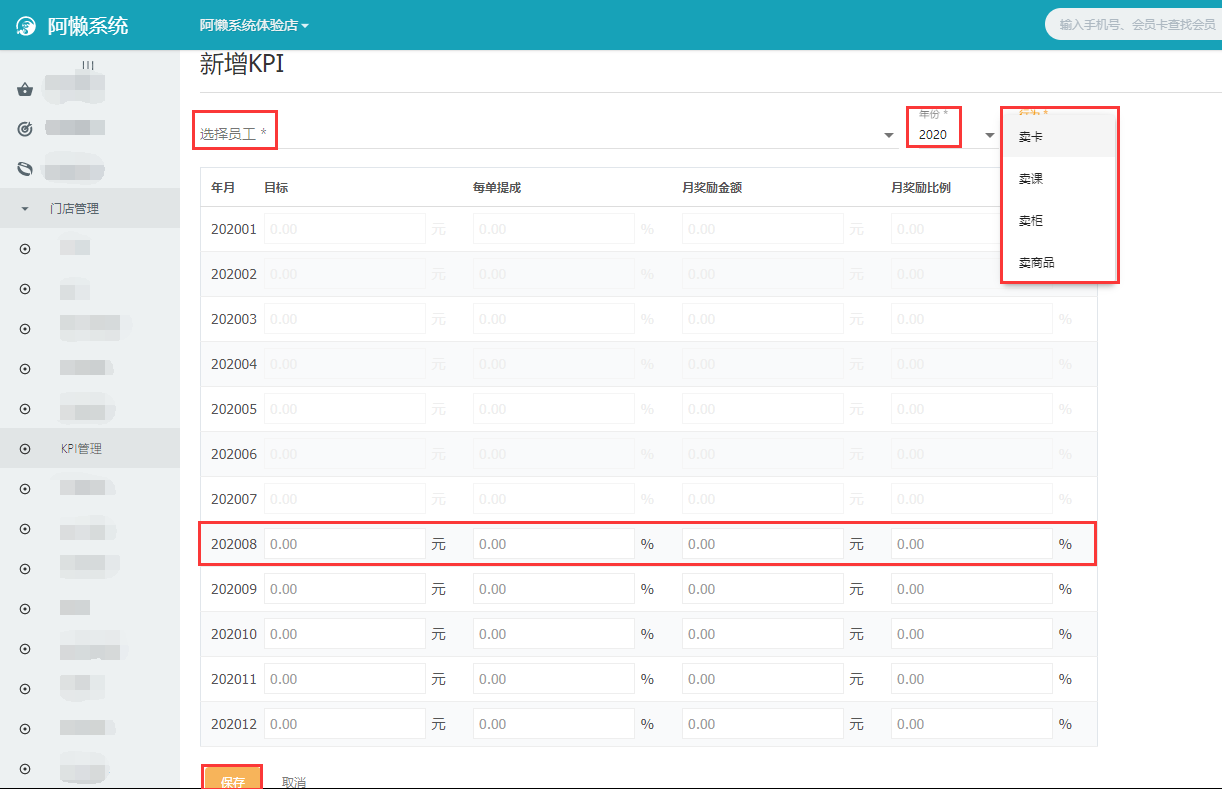 阿懒系统
阿懒系统体验店
输入手机号、会员卡查找会员
新增KPI
选择员工 *
年份 *
2020
卖卡
卖课
卖柜
卖商品
门店管理
KPI管理
年月 目标 每单提成 月奖励金额 月奖励比例
202001 0.00 元 0.00 % 0.00 元 0.00
202002 0.00 元 0.00 % 0.00 元 0.00
202003 0.00 元 0.00 % 0.00 元 0.00 %
202004 0.00 元 0.00 % 0.00 元 0.00 %
202005 0.00 元 0.00 % 0.00 元 0.00 %
202006 0.00 元 0.00 % 0.00 元 0.00 %
202007 0.00 元 0.00 % 0.00 元 0.00 %
202008 0.00 元 0.00 % 0.00 元 0.00 %
202009 0.00 元 0.00 % 0.00 元 0.00 %
202010 0.00 元 0.00 % 0.00 元 0.00 %
202011 0.00 元 0.00 % 0.00 元 0.00 %
202012 0.00 元 0.00 % 0.00 元 0.00 %
保存 取消